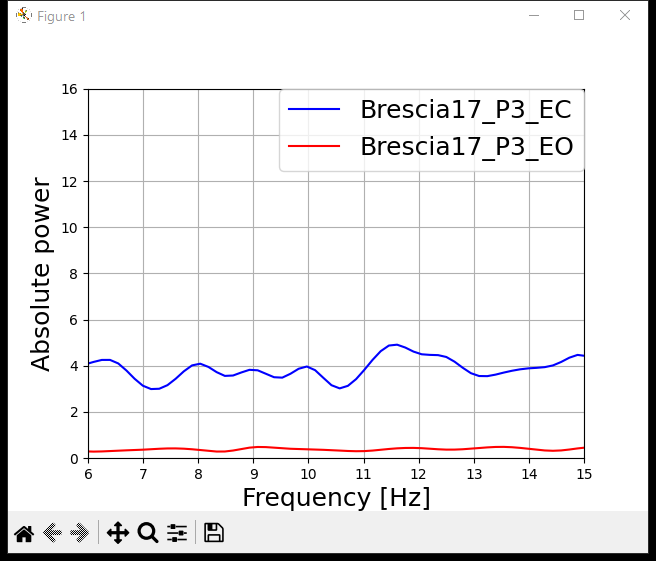 Figure 1
Brescia17_P3_EC
Brescia17_P3_EO
Absolute power
16
14
12
10
8
6
4
2
0
6 7 8 9 10 11 12 13 14 15
Frequency [Hz]